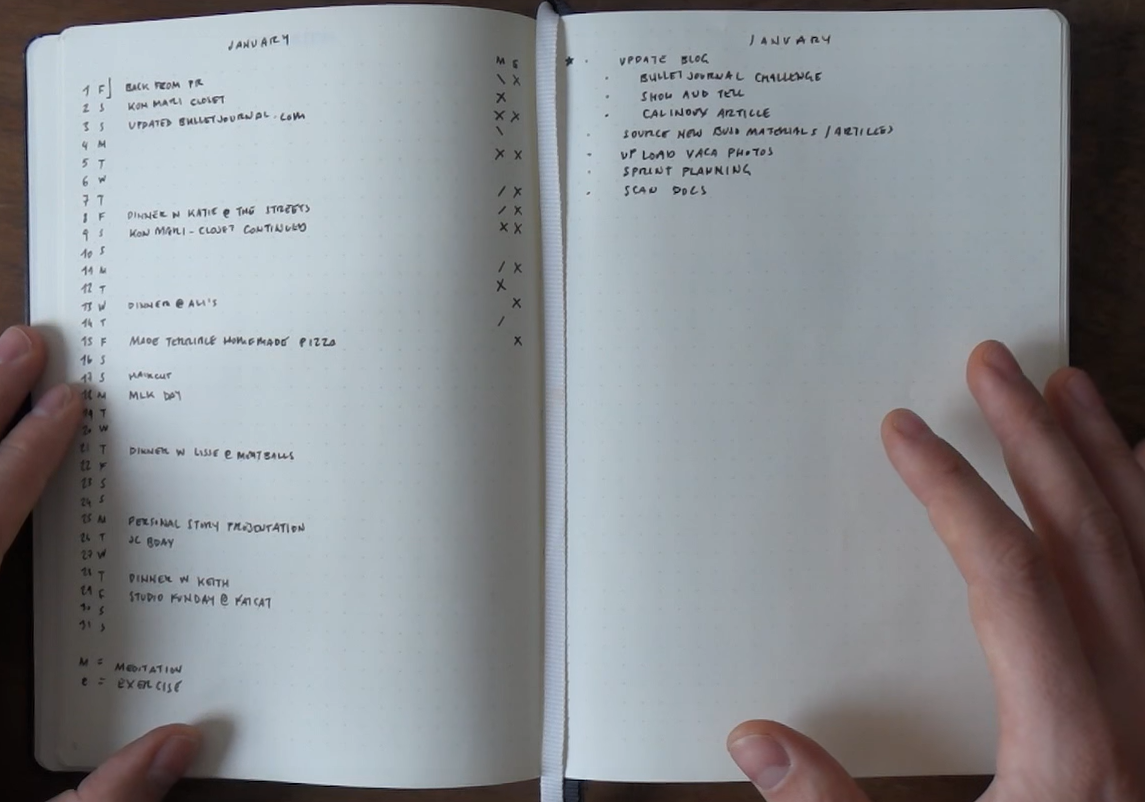 JANUARY
M E
1 F] BACK FROM PR \ X
2 S KON MARI CLOSET X
3 S UPDATED BULLETJOURNAL.COM X X
4 M \
5 T X X
6 W
7 T / X
8 F DINNER W KATIE @ THE STREETS / X
9 S KON MARI - CLOSET CONTINUED X X
10 S
11 M / X
12 T X
13 W DINNER @ ALI'S X
14 T /
15 F MADE TERRIBLE HOMEMADE PIZZA X
16 S
17 S HAIRCUT
18 M MLK DAY
19 T
20 W
21 T DINNER W LISSE @ MEATBALLS
22 F
23 S
24 S
25 M PERSONAL STORY PRESENTATION
26 T JC BDAY
27 W
28 T DINNER W KEITH
29 F STUDIO FUNDAY @ FATCAT
30 S
31 S
M = MEDITATION
E = EXERCISE
JANUARY
★ · UPDATE BLOG
· BULLETJOURNAL CHALLENGE
· SHOW AND TELL
· CAL INDEX ARTICLE
· SOURCE NEW BUJO MATERIALS / ARTICLES
· UPLOAD VACA PHOTOS
· SPRINT PLANNING
· SCAN DOCS